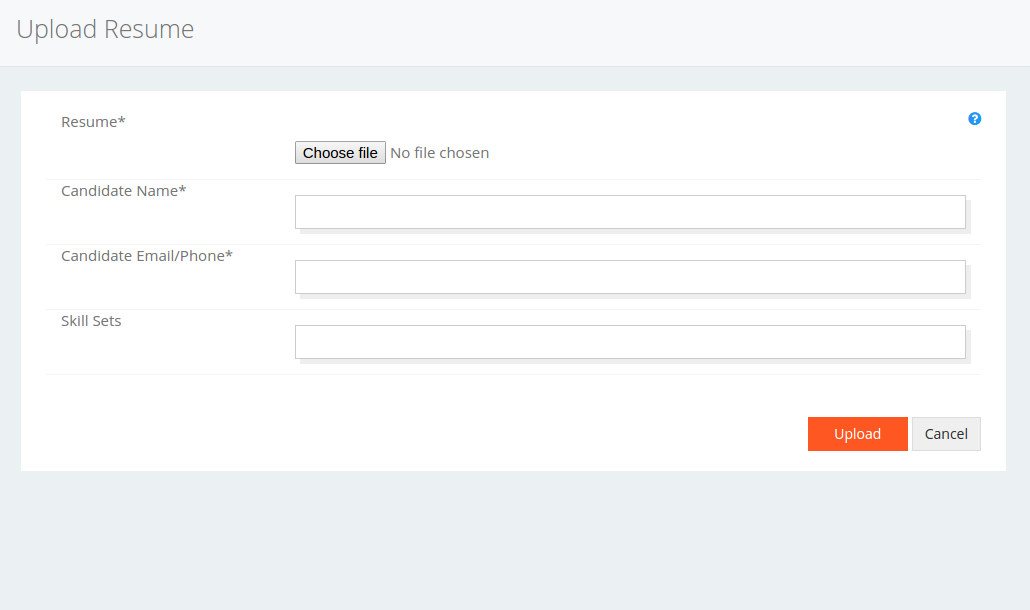 Upload Resume
Resume*
Choose file No file chosen
Candidate Name*
Candidate Email/Phone*
Skill Sets
Upload Cancel